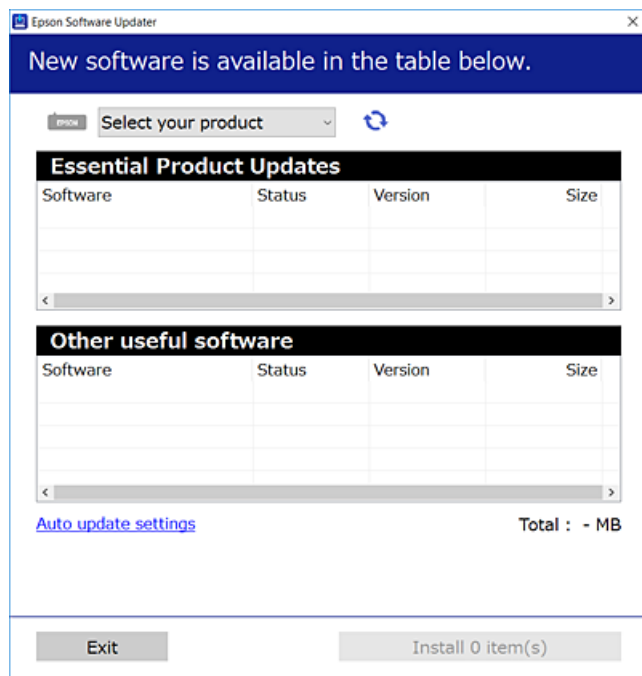 Epson Software Updater
New software is available in the table below.
EPSON Select your product
Essential Product Updates
Software Status Version Size
Other useful software
Software Status Version Size
Auto update settings Total : - MB
Exit Install 0 item(s)